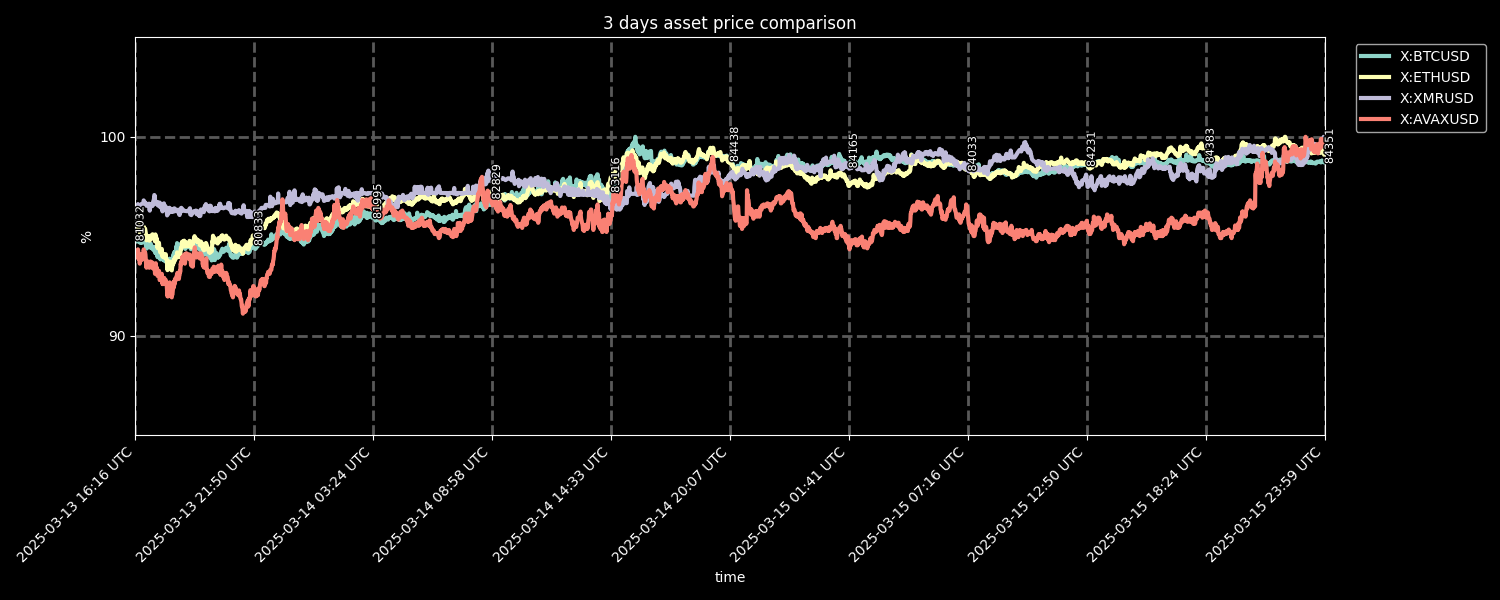 3 days asset price comparison
X:BTCUSD
X:ETHUSD
X:XMRUSD
X:AVAXUSD
100
90
%
81032
80833
81995
82829
84438
84165
84033
84231
84383
84351
2025-03-13 16:16 UTC
2025-03-13 21:50 UTC
2025-03-14 03:24 UTC
2025-03-14 08:58 UTC
2025-03-14 14:33 UTC
2025-03-14 20:07 UTC
2025-03-15 01:41 UTC
2025-03-15 07:16 UTC
2025-03-15 12:50 UTC
2025-03-15 18:24 UTC
2025-03-15 23:59 UTC
time